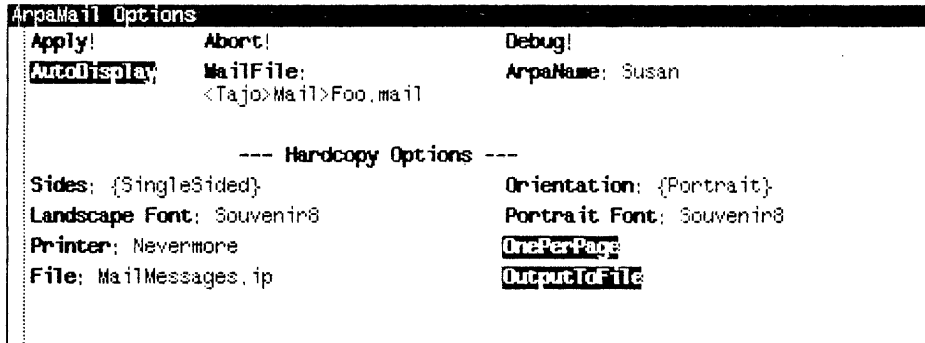 ArpaMail Options
Apply! Abort! Debug!
AutoDisplay MailFile: ArpaName: Susan
<Tajo>Mail>Foo.mail
--- Hardcopy Options ---
Sides: {SingleSided} Orientation: {Portrait}
Landscape Font: Souvenir8 Portrait Font: Souvenir8
Printer: Nevermore OnePerPage
File: MailMessages.ip OutputToFile